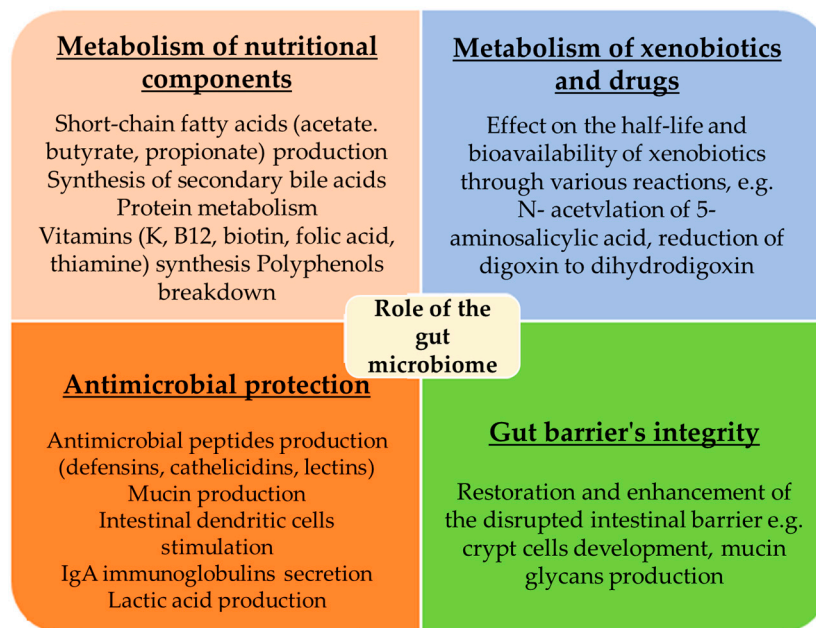 Metabolism of nutritional
components
Short-chain fatty acids (acetate.
butyrate, propionate) production
Synthesis of secondary bile acids
Protein metabolism
Vitamins (K, B12, biotin, folic acid,
thiamine) synthesis Polyphenols
breakdown
Metabolism of xenobiotics
and drugs
Effect on the half-life and
bioavailability of xenobiotics
through various reactions, e.g.
N- acetvlation of 5-
aminosalicylic acid, reduction of
digoxin to dihydrodigoxin
Role of the
gut
microbiome
Antimicrobial protection
Antimicrobial peptides production
(defensins, cathelicidins, lectins)
Mucin production
Intestinal dendritic cells
stimulation
IgA immunoglobulins secretion
Lactic acid production
Gut barrier's integrity
Restoration and enhancement of
the disrupted intestinal barrier e.g.
crypt cells development, mucin
glycans production